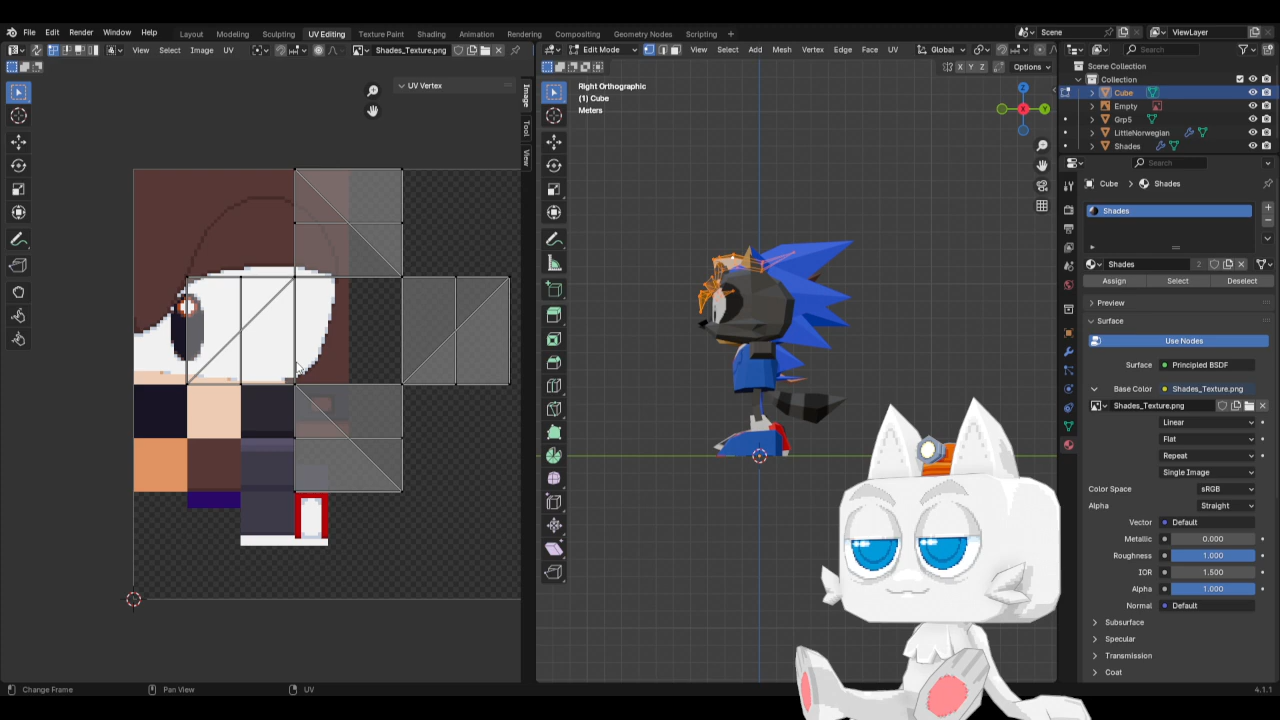 File Edit Render Window Help Layout Modeling Sculpting UV Editing Texture Paint Shading Animation Rendering Compositing Geometry Nodes Scripting Scene ViewLayer
View Select Image UV Shades_Texture.png Edit Mode View Select Add Mesh Vertex Edge Face UV Global Search
X Y Z Options
Scene Collection
Collection
Cube
Empty
Grp5
LittleNorwegian
Shades
UV Vertex
Image
Tool
View
Right Orthographic
(1) Cube
Meters
Z
Y
X
Search
Cube Shades
Shades
Shades 2
Assign Select Deselect
Preview
Surface
Use Nodes
Surface Principled BSDF
Base Color Shades_Texture.png
Shades_Texture.png
Linear
Flat
Repeat
Single Image
Color Space sRGB
Alpha Straight
Vector Default
Metallic 0.000
Roughness 1.000
IOR 1.500
Alpha 1.000
Normal Default
Subsurface
Specular
Transmission
Coat
Change Frame Pan View UV 4.1.1